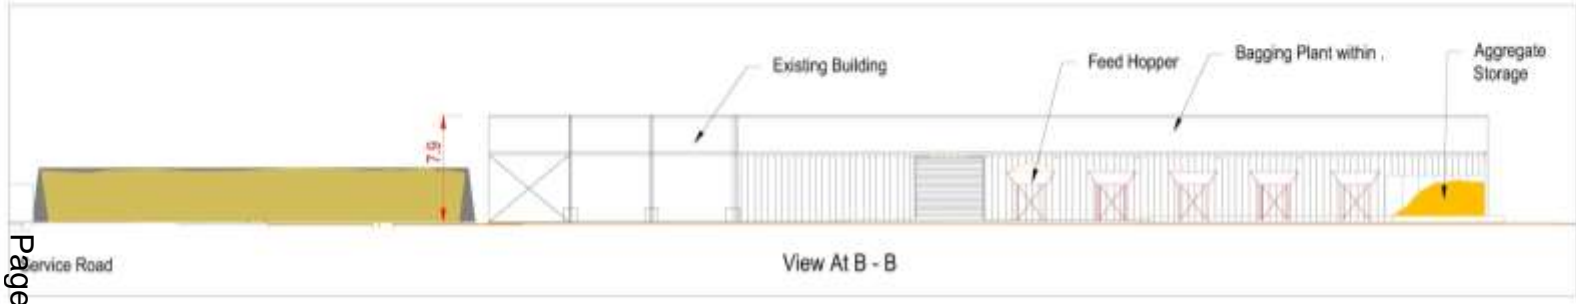 Existing Building
Feed Hopper
Bagging Plant within .
Aggregate
Storage
7.9
Service Road
View At B - B
Page